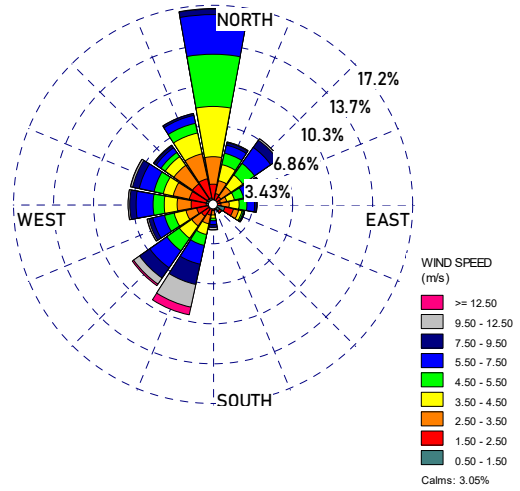 NORTH
17.2%
13.7%
10.3%
6.86%
3.43%
WEST
EAST
SOUTH
WIND SPEED
(m/s)
>= 12.50
9.50 - 12.50
7.50 - 9.50
5.50 - 7.50
4.50 - 5.50
3.50 - 4.50
2.50 - 3.50
1.50 - 2.50
0.50 - 1.50
Calms: 3.05%